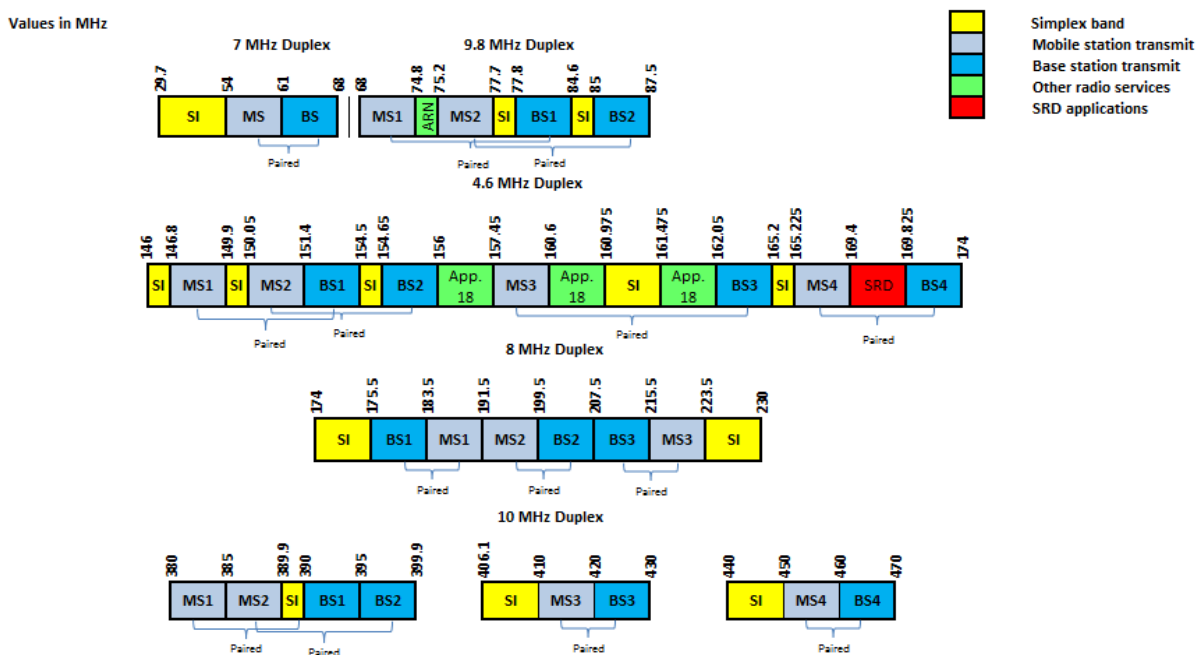 Values in MHz
Simplex band
Mobile station transmit
Base station transmit
Other radio services
SRD applications
7 MHz Duplex
9.8 MHz Duplex
29.7 54 61 68 68 74.8 75.2 77.7 77.8 84.6 85 87.5
SI MS BS MS1 ARN MS2 SI BS1 SI BS2
Paired Paired Paired
4.6 MHz Duplex
146 146.8 149.9 150.05 151.4 154.5 154.65 156 157.45 160.6 160.975 161.475 162.05 165.2 165.225 169.4 169.825 174
SI MS1 SI MS2 BS1 SI BS2 App. 18 MS3 App. 18 SI App. 18 BS3 SI MS4 SRD BS4
Paired Paired Paired Paired
8 MHz Duplex
174 175.5 183.5 191.5 199.5 207.5 215.5 223.5 230
SI BS1 MS1 MS2 BS2 BS3 MS3 SI
Paired Paired Paired
10 MHz Duplex
380 385 389.9 390 395 399.9 406.1 410 420 430 440 450 460 470
MS1 MS2 SI BS1 BS2 SI MS3 BS3 SI MS4 BS4
Paired Paired Paired Paired